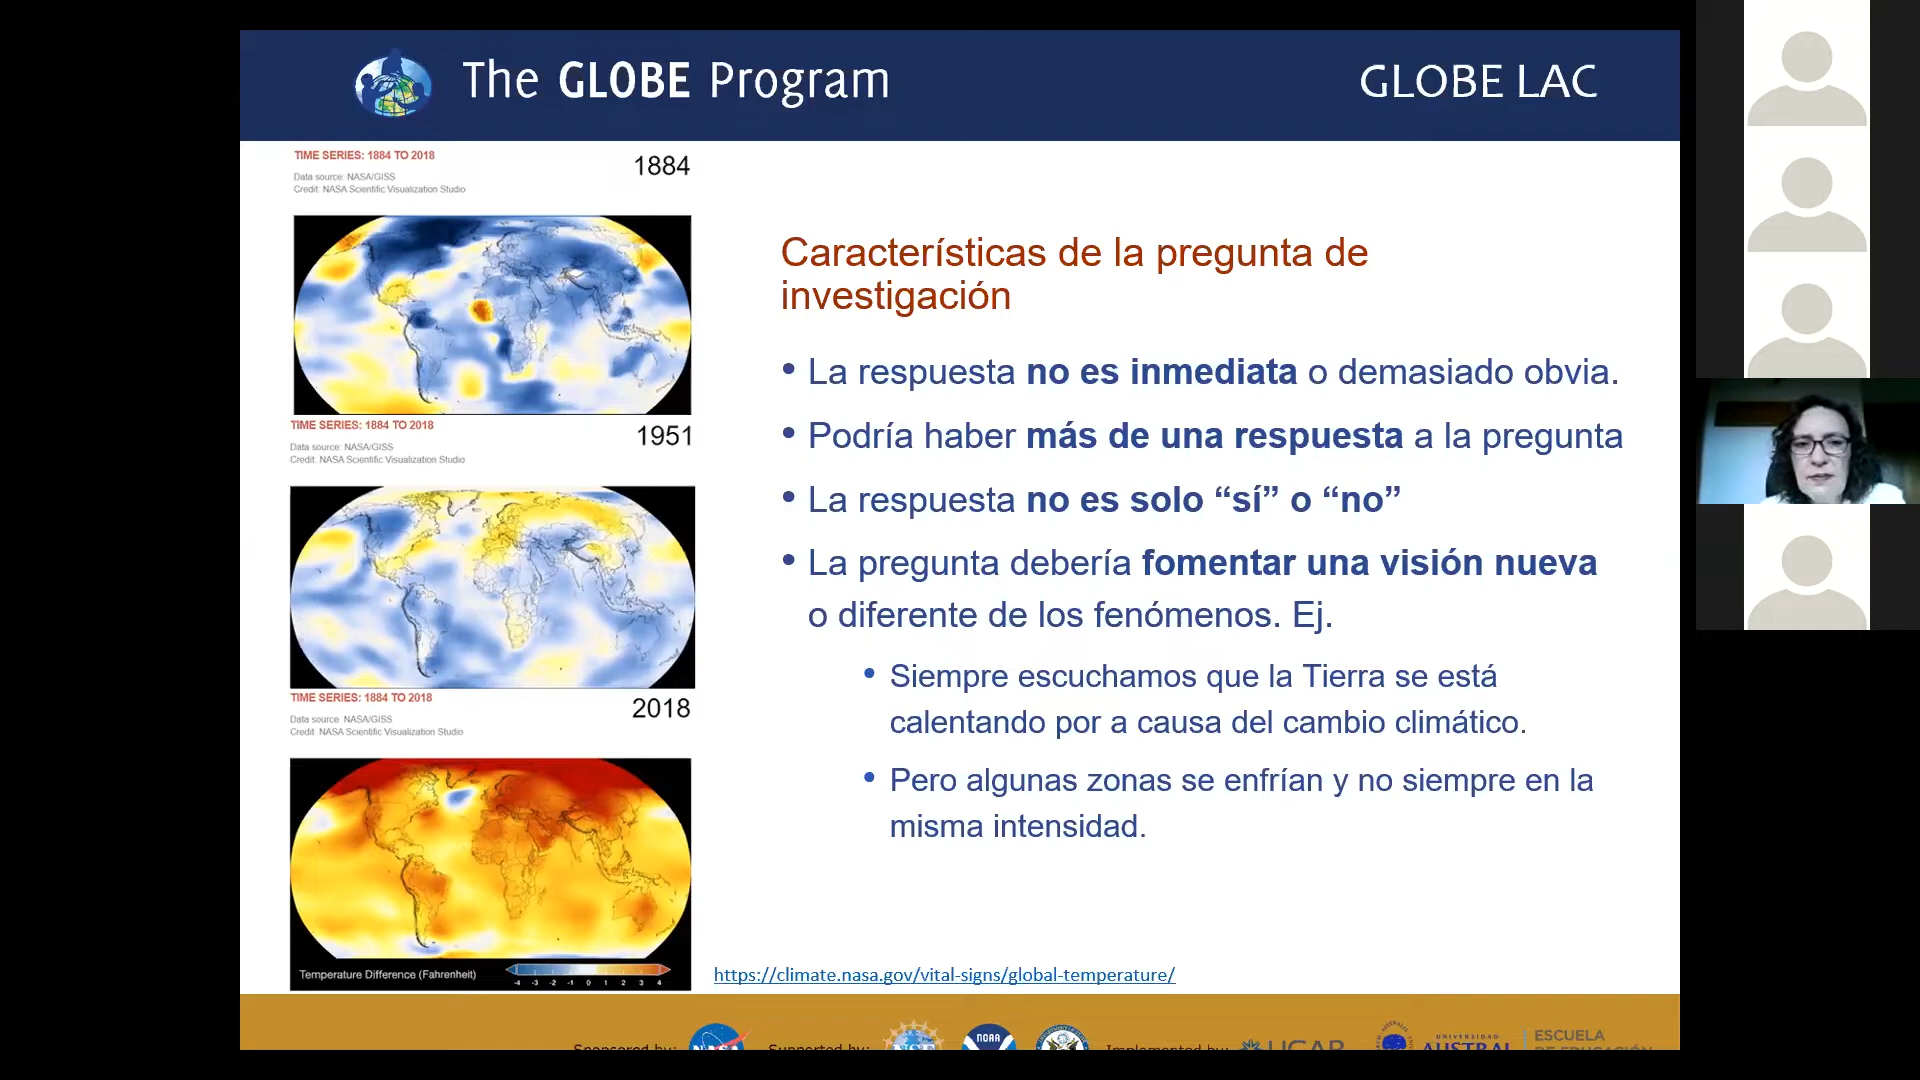 The GLOBE Program
GLOBE LAC
TIME SERIES: 1884 TO 2018
1884
Data source: NASA/GISS
Credit: NASA Scientific Visualization Studio
TIME SERIES: 1884 TO 2018
1951
Data source: NASA/GISS
Credit: NASA Scientific Visualization Studio
TIME SERIES: 1884 TO 2018
2018
Data source: NASA/GISS
Credit: NASA Scientific Visualization Studio
Temperature Difference (Fahrenheit)
-4 -3 -2 -1 0 1 2 3 4
Características de la pregunta de
investigación
• La respuesta no es inmediata o demasiado obvia.
• Podría haber más de una respuesta a la pregunta
• La respuesta no es solo “sí” o “no”
• La pregunta debería fomentar una visión nueva
o diferente de los fenómenos. Ej.
• Siempre escuchamos que la Tierra se está
calentando por a causa del cambio climático.
• Pero algunas zonas se enfrían y no siempre en la
misma intensidad.
https://climate.nasa.gov/vital-signs/global-temperature/
Sponsored by:
NASA
Supported by:
NSF
NOAA
Implemented by:
UCAR
UNIVERSIDAD
AUSTRAL
ESCUELA
DE EDUCACIÓN